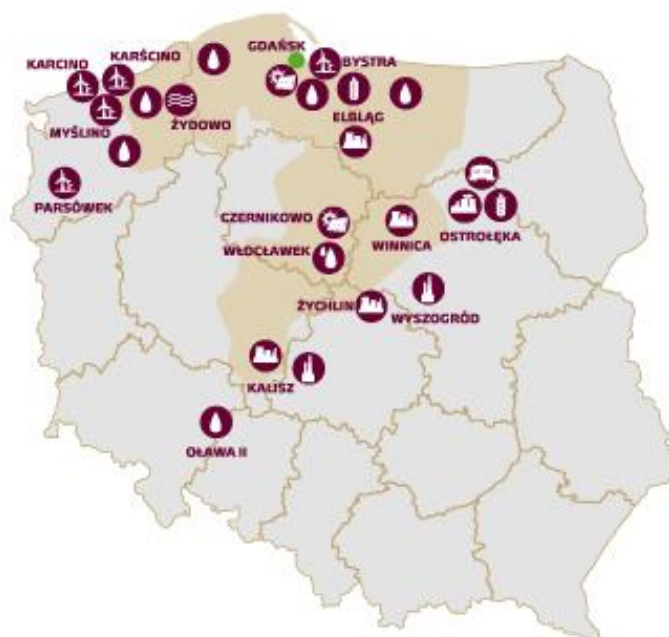 GDAŃSK
KARŚCINO
KARCINO
BYSTRA
ELBLĄG
ŻYDOWO
MYŚLINO
PARSÓWEK
CZERNIKOWO
WINNICA
OSTROŁĘKA
WŁOCŁAWEK
ŻYCHLIN
WYSZOGRÓD
KALISZ
OŁAWA II